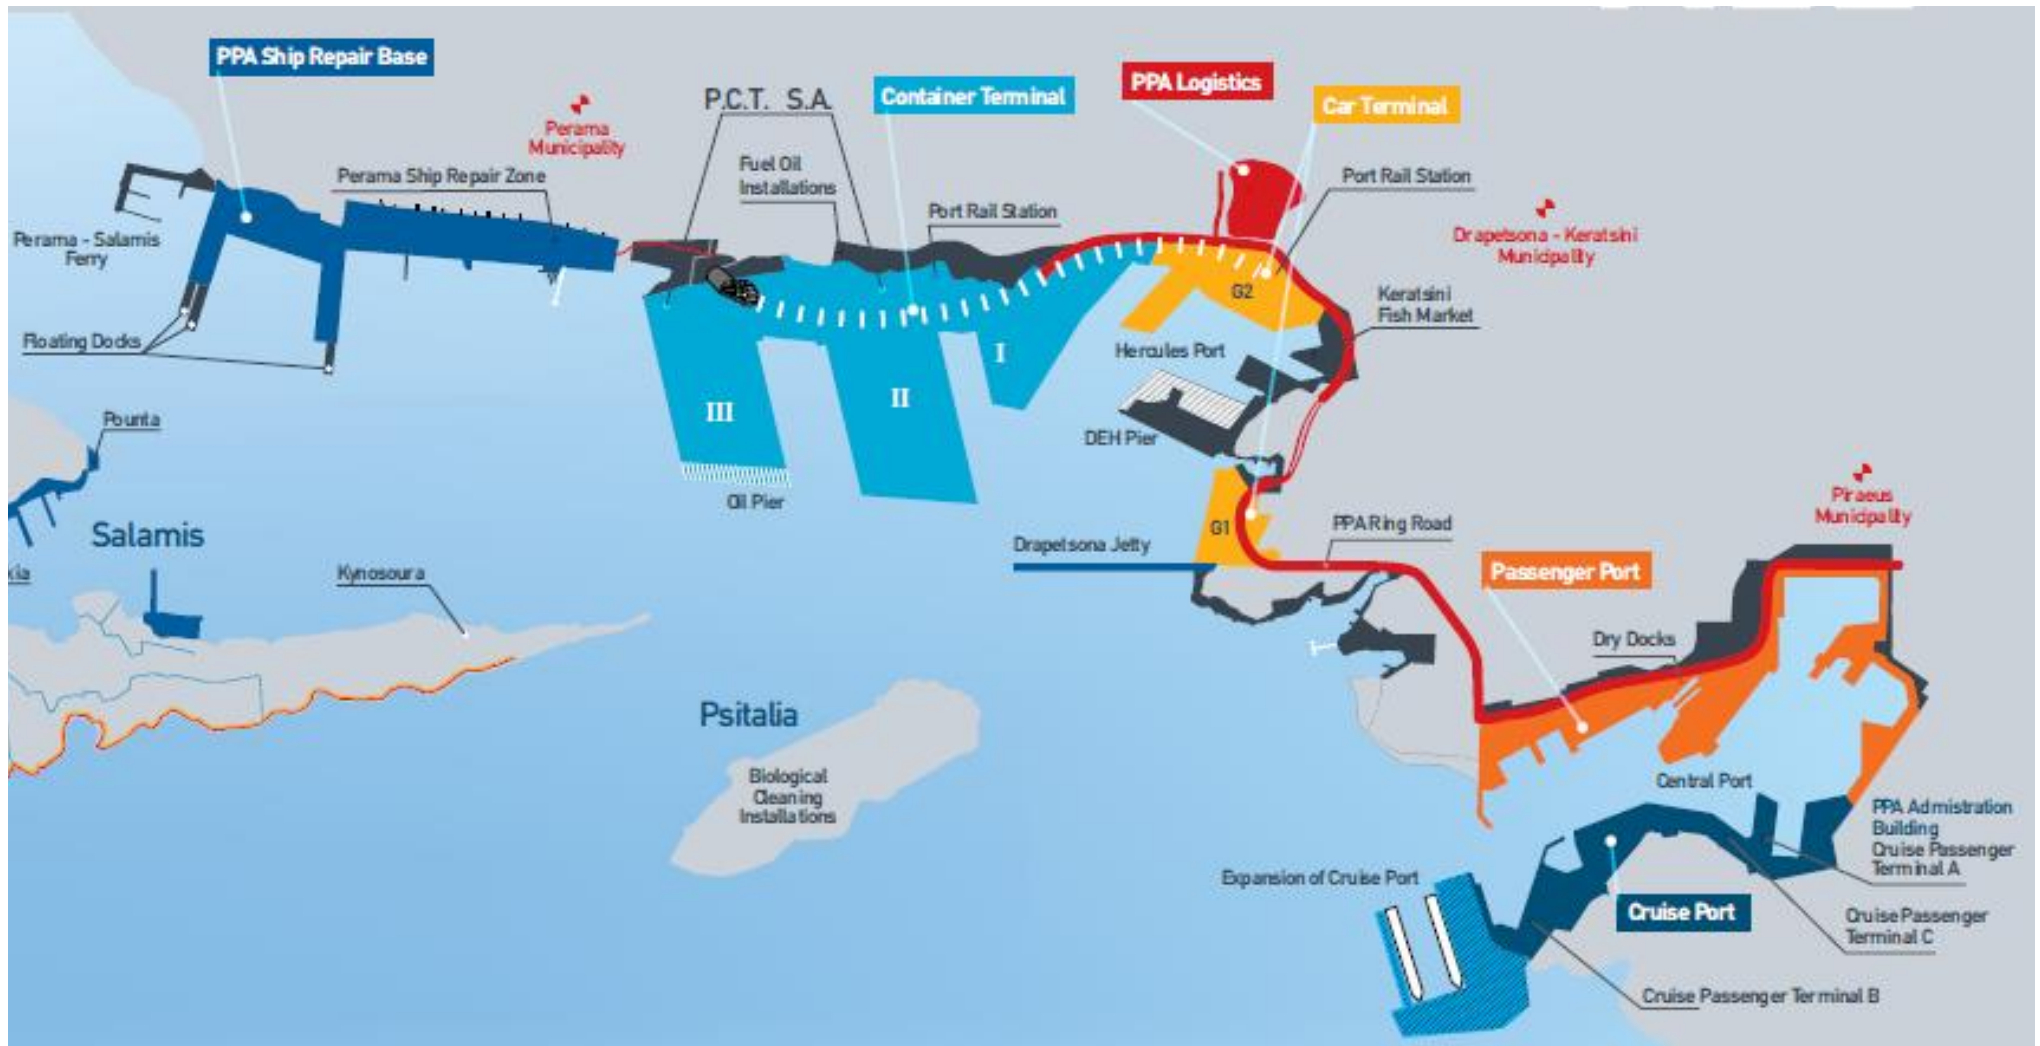 PPA Ship Repair Base
P.C.T. S.A.
Container Terminal
PPA Logistics
Car Terminal
Perama
Municipality
Perama Ship Repair Zone
Fuel Oil
Installations
Port Rail Station
Port Rail Station
Drapetsona - Keratsini
Municipality
Perama - Salamis
Ferry
Floating Docks
G2
Keratsini
Fish Market
Hercules Port
I
II
III
DEH Pier
Pounta
Oil Pier
Salamis
Kynosoura
xia
Drapetsona Jetty
G1
PPA Ring Road
Piraeus
Municipality
Passenger Port
Dry Docks
Psitalia
Biological
Cleaning
Installations
Central Port
PPA Admistration
Building
Cruise Passenger
Terminal A
Expansion of Cruise Port
Cruise Port
Cruise Passenger
Terminal C
Cruise Passenger Terminal B